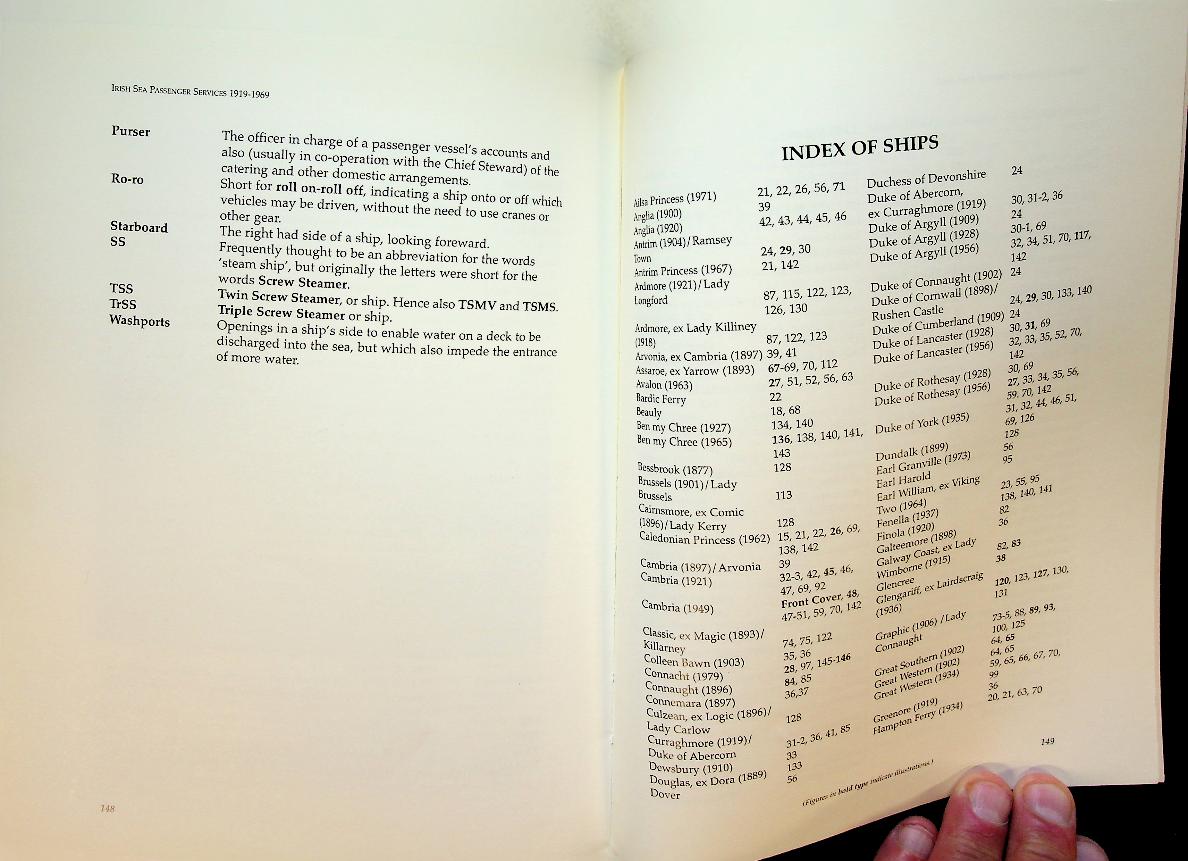 IRISH SEA PASSENGER SERVICES 1919-1969
Purser The officer in charge of a passenger vessel's accounts and
also (usually in co-operation with the Chief Steward) of the
catering and other domestic arrangements.
Ro-ro Short for roll on-roll off, indicating a ship onto or off which
vehicles may be driven, without the need to use cranes or
other gear.
Starboard The right had side of a ship, looking foreward.
SS Frequently thought to be an abbreviation for the words
'steam ship', but originally the letters were short for the
words Screw Steamer.
TSS Twin Screw Steamer, or ship. Hence also TSMV and TSMS.
TrSS Triple Screw Steamer or ship.
Washports Openings in a ship's side to enable water on a deck to be
discharged into the sea, but which also impede the entrance
of more water.
148
INDEX OF SHIPS
Ailsa Princess (1971) 21, 22, 26, 56, 71
Anglia (1900) 39
Anglia (1920) 42, 43, 44, 45, 46
Antrim (1904)/Ramsey
Town 24, 29, 30
Antrim Princess (1967) 21, 142
Ardmore (1921)/Lady
Longford 87, 115, 122, 123,
126, 130
Ardmore, ex Lady Killiney
(1918) 87, 122, 123
Arvonia, ex Cambria (1897) 39, 41
Assaroe, ex Yarrow (1893) 67-69, 70, 112
Avalon (1963) 27, 51, 52, 56, 63
Bardic Ferry 22
Beauly 18, 68
Ben my Chree (1927) 134, 140
Ben my Chree (1965) 136, 138, 140, 141,
143
Bessbrook (1877) 128
Brussels (1901)/Lady
Brussels 113
Cairnsmore, ex Comic
(1896)/Lady Kerry 128
Caledonian Princess (1962) 15, 21, 22, 26, 69,
138, 142
Cambria (1897)/Arvonia 39
Cambria (1921) 32-3, 42, 45, 46,
47, 69, 92
Cambria (1949) Front Cover, 48,
47-51, 59, 70, 142
Classic, ex Magic (1893)/
Killarney 74, 75, 122
Colleen Bawn (1903) 35, 36
Connacht (1979) 28, 97, 145-146
Connaught (1896) 84, 85
Connemara (1897) 36,37
Culzean, ex Logic (1896)/
Lady Carlow 128
Curraghmore (1919)/
Duke of Abercorn 31-2, 36, 41, 85
Dewsbury (1910) 33
Douglas, ex Dora (1889) 133
Dover 56
Duchess of Devonshire 24
Duke of Abercorn,
ex Curraghmore (1919) 30, 31-2, 36
Duke of Argyll (1909) 24
Duke of Argyll (1928) 30-1, 69
Duke of Argyll (1956) 32, 34, 51, 70, 117,
142
Duke of Connaught (1902) 24
Duke of Cornwall (1898)/
Rushen Castle 24, 29, 30, 133, 140
Duke of Cumberland (1909) 24
Duke of Lancaster (1928) 30, 31, 69
Duke of Lancaster (1956) 32, 33, 35, 52, 70,
142
Duke of Rothesay (1928) 30, 69
Duke of Rothesay (1956) 27, 33, 34, 35, 56,
59, 70, 142
Duke of York (1935) 31, 32, 44, 46, 51,
69, 126
Dundalk (1899) 128
Earl Granville (1973) 56
Earl Harold 95
Earl William, ex Viking
Two (1964) 23, 55, 95
Fenella (1937) 138, 140, 141
Finola (1920) 82
Galteemore (1898) 36
Galway Coast, ex Lady
Wimborne (1915) 82, 83
Glencree 38
Glengariff, ex Lairdscraig
(1936) 120, 123, 127, 130,
131
Graphic (1906) /Lady
Connaught 73-5, 88, 89, 93,
100, 125
Great Southern (1902) 64, 65
Great Western (1902) 64, 65
Great Western (1934) 59, 65, 66, 67, 70,
99
Greenore (1919) 36
Hampton Ferry (1934) 20, 21, 63, 70
(Figures in bold type indicate illustrations.)
149